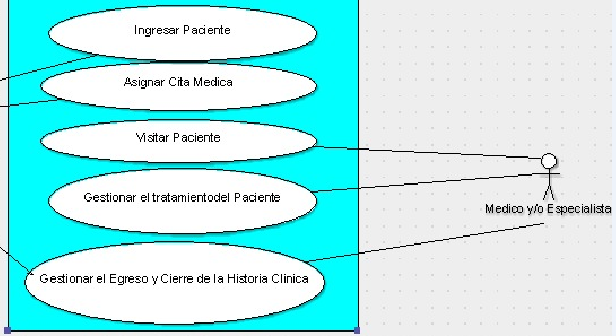 Ingresar Paciente
Asignar Cita Medica
Visitar Paciente
Gestionar el tratamientodel Paciente
Medico y/o Especialista
Gestionar el Egreso y Cierre de la Historia Clinica